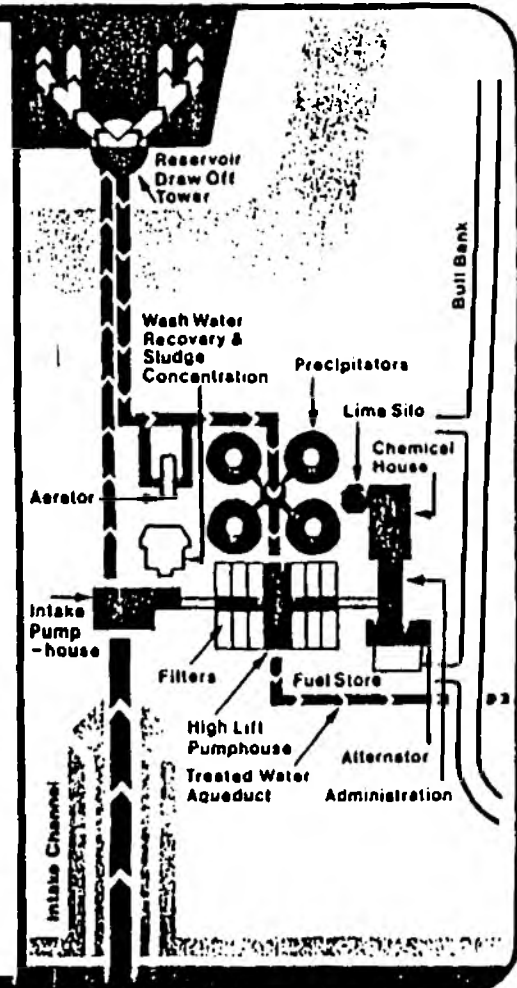 Reservoir
Draw Off
Tower
Bull Bank
Wash Water
Recovery &
Sludge
Concentration
Precipitators
Lime Silo
Chemical
House
Aerator
Intake
Pump
-house
Filters
Fuel Store
High Lift
Pumphouse
Alternator
Treated Water
Aqueduct
Administration
Intake Channel